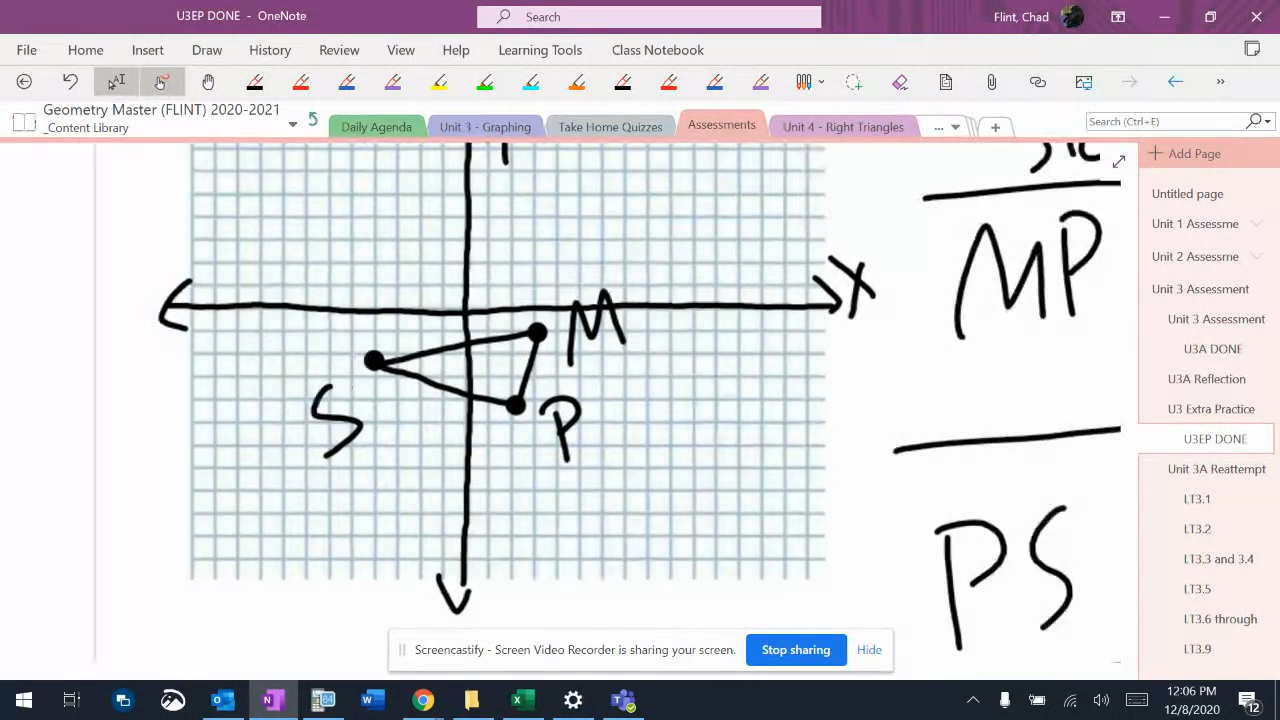 U3EP DONE - OneNote
Search
Flint, Chad
File Home Insert Draw History Review View Help Learning Tools Class Notebook
Geometry Master (FLINT) 2020-2021
_Content Library
Daily Agenda Unit 3 - Graphing Take Home Quizzes Assessments Unit 4 - Right Triangles ... Search (Ctrl+E)
Add Page
Untitled page
Unit 1 Assessme
Unit 2 Assessme
Unit 3 Assessment
Unit 3 Assessment
U3A DONE
U3A Reflection
U3 Extra Practice
U3EP DONE
Unit 3A Reattempt
LT3.1
LT3.2
LT3.3 and 3.4
LT3.5
LT3.6 through
LT3.9
X
M
S
P
MP
PS
Screencastify - Screen Video Recorder is sharing your screen. Stop sharing Hide
12:06 PM
12/8/2020
12